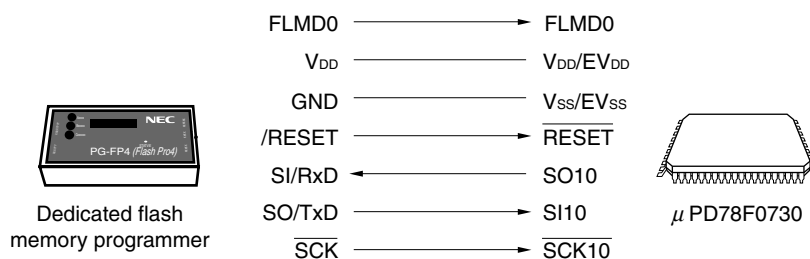 FLMD0 FLMD0
VDD VDD/EVDD
GND VSS/EVSS
/RESET RESET
SI/RxD SO10
SO/TxD SI10
SCK SCK10
NEC
PG-FP4 (Flash Pro4)
Dedicated flash
memory programmer
μ PD78F0730